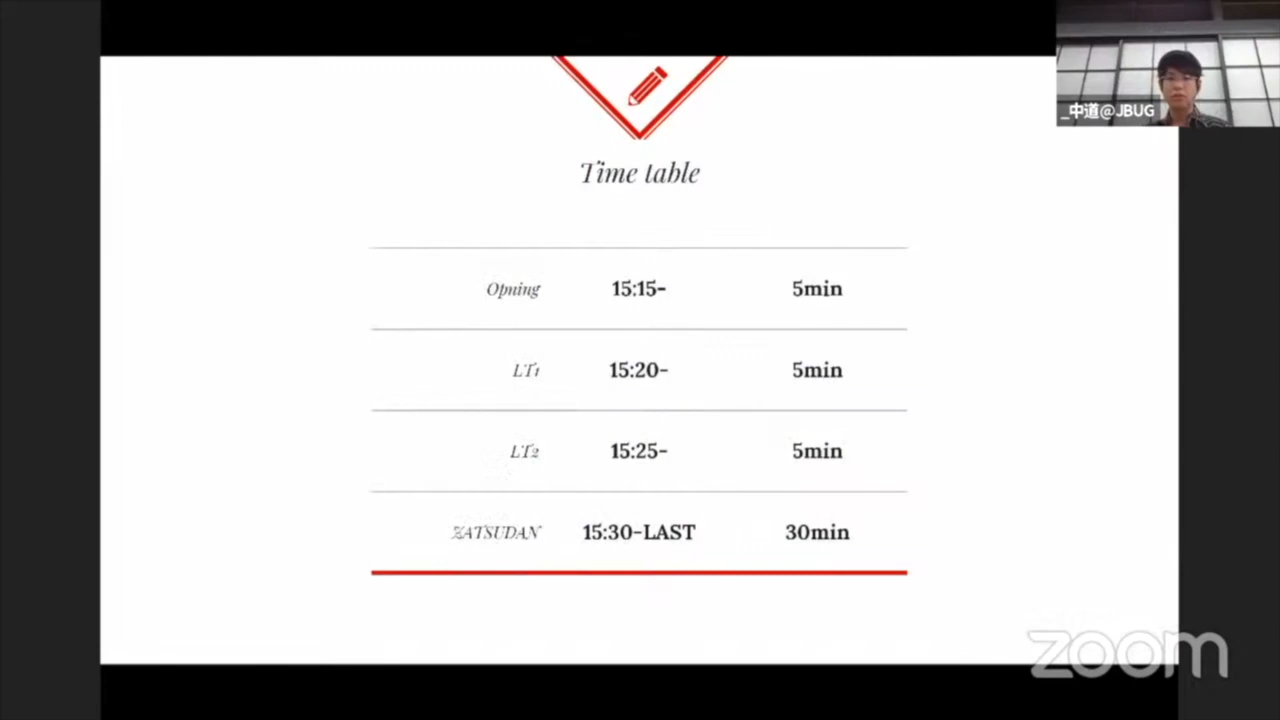 _中道@JBUG
Time table
Opning 15:15- 5min
LT1 15:20- 5min
LT2 15:25- 5min
ZATSUDAN 15:30-LAST 30min
zoom